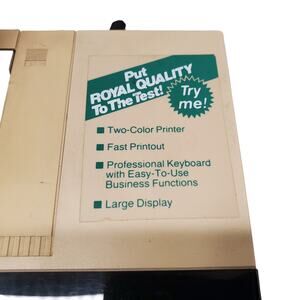 Put
ROYAL QUALITY
To The Test!
Try
me!
Two-Color Printer
Fast Printout
Professional Keyboard
with Easy-To-Use
Business Functions
Large Display